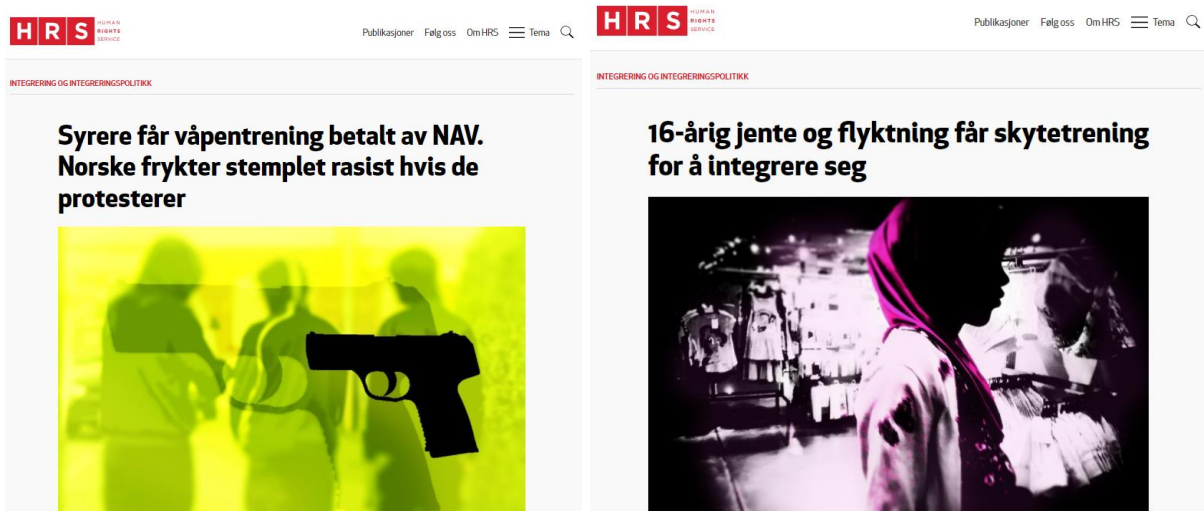 HRS HUMAN
RIGHTS
SERVICE
Publikasjoner Følg oss Om HRS Tema
INTEGRERING OG INTEGRERINGSPOLITIKK
Syrere får våpentrening betalt av NAV.
Norske frykter stemplet rasist hvis de
protesterer
HRS HUMAN
RIGHTS
SERVICE
Publikasjoner Følg oss Om HRS Tema
INTEGRERING OG INTEGRERINGSPOLITIKK
16-årig jente og flyktning får skytetrening
for å integrere seg